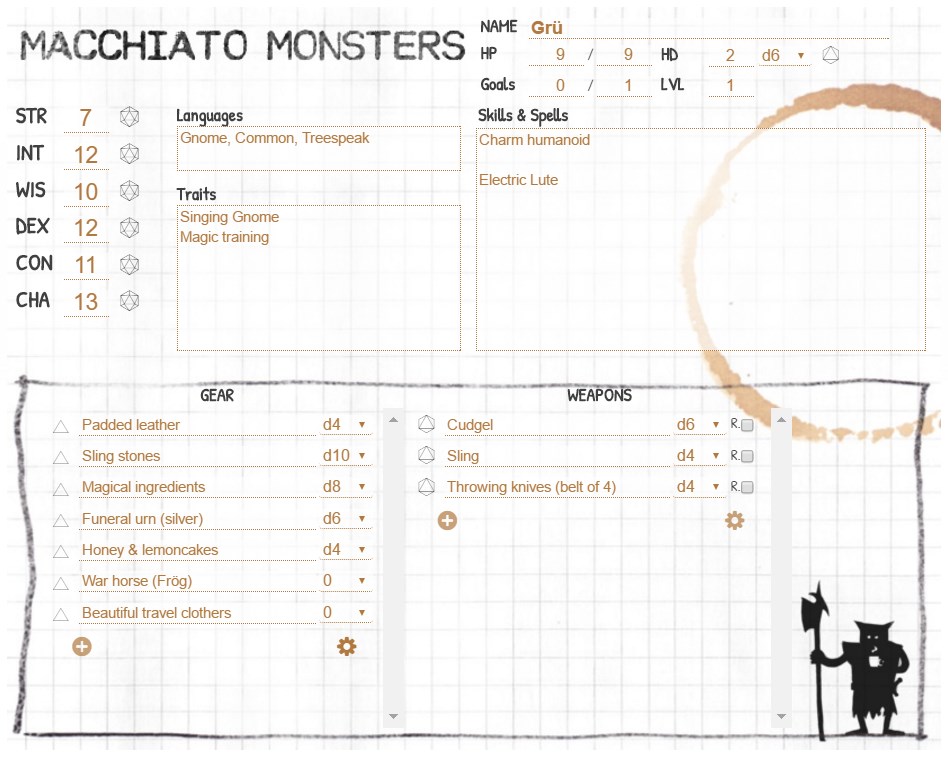 MACCHIATO MONSTERS
NAME Grü
HP 9 / 9 HD 2 d6
Goals 0 / 1 LVL 1
STR 7
INT 12
WIS 10
DEX 12
CON 11
CHA 13
Languages
Gnome, Common, Treespeak
Traits
Singing Gnome
Magic training
Skills & Spells
Charm humanoid
Electric Lute
GEAR
Padded leather d4
Sling stones d10
Magical ingredients d8
Funeral urn (silver) d6
Honey & lemoncakes d4
War horse (Frög) 0
Beautiful travel clothers 0
WEAPONS
Cudgel d6 R.
Sling d4 R.
Throwing knives (belt of 4) d4 R.